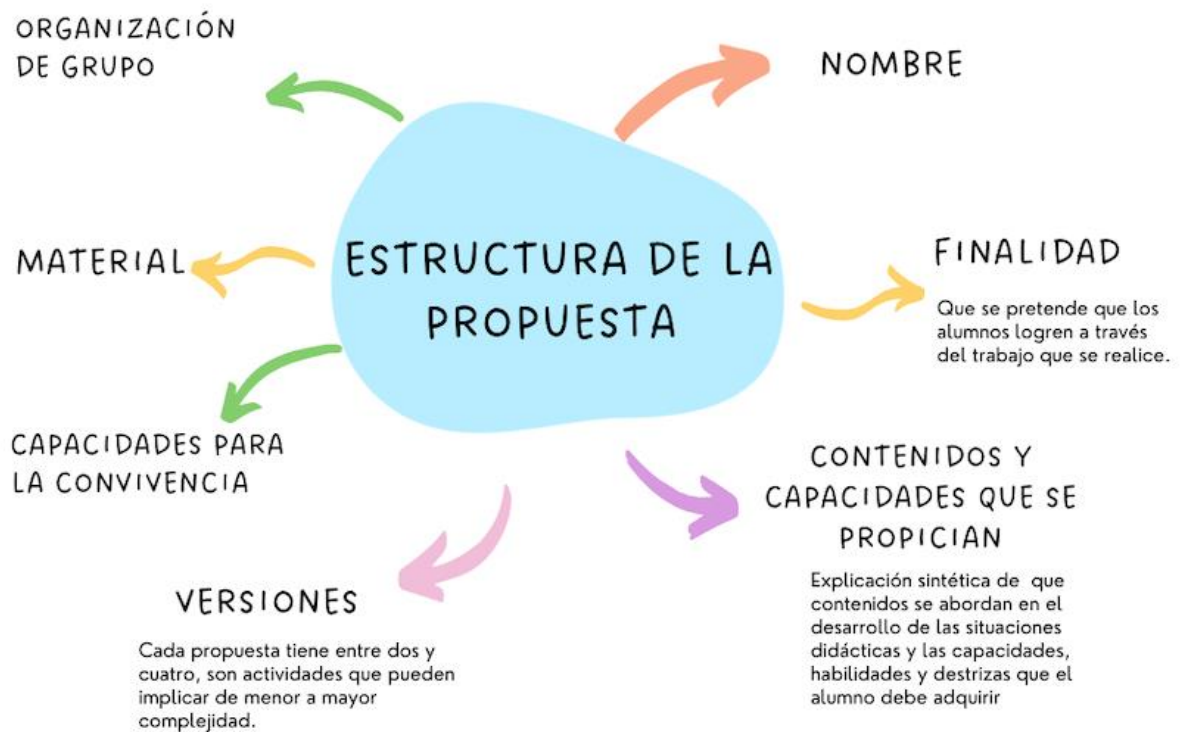 ORGANIZACIÓN
DE GRUPO
NOMBRE
MATERIAL
ESTRUCTURA DE LA
PROPUESTA
FINALIDAD
Que se pretende que los
alumnos logren a través
del trabajo que se realice.
CAPACIDADES PARA
LA CONVIVENCIA
CONTENIDOS Y
CAPACIDADES QUE SE
PROPICIAN
Explicación sintética de que
contenidos se abordan en el
desarrollo de las situaciones
didácticas y las capacidades,
habilidades y destrizas que el
alumno debe adquirir
VERSIONES
Cada propuesta tiene entre dos y
cuatro, son actividades que pueden
implicar de menor a mayor
complejidad.